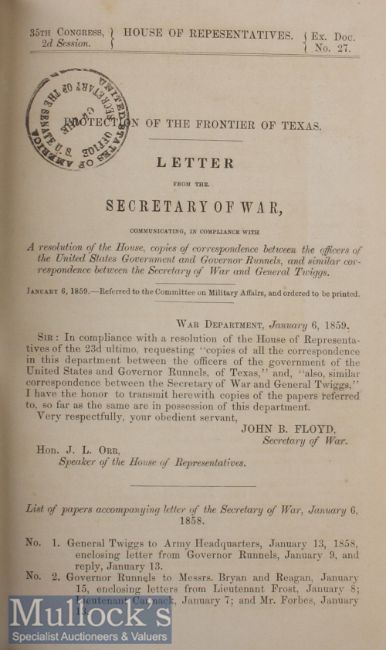 35TH CONGRESS, HOUSE OF REPRESENTATIVES. Ex. Doc.
2d Session. No. 27.
UNITED STATES OF AMERICA
OFFICE SECRETARY OF THE SENATE U.S.
PROTECTION OF THE FRONTIER OF TEXAS.
LETTER
FROM THE
SECRETARY OF WAR,
COMMUNICATING, IN COMPLIANCE WITH
A resolution of the House, copies of correspondence between the officers of
the United States Government and Governor Runnels, and similar cor-
respondence between the Secretary of War and General Twiggs.
JANUARY 6, 1859.—Referred to the Committee on Military Affairs, and ordered to be printed.
WAR DEPARTMENT, January 6, 1859.
SIR: In compliance with a resolution of the House of Representa-
tives of the 23d ultimo, requesting "copies of all the correspondence
in this department between the officers of the government of the
United States and Governor Runnels, of Texas," and, "also, similar
correspondence between the Secretary of War and General Twiggs,"
I have the honor to transmit herewith copies of the papers referred
to, so far as the same are in possession of this department.
Very respectfully, your obedient servant,
JOHN B. FLOYD,
Secretary of War.
Hon. J. L. ORR,
Speaker of the House of Representatives.
List of papers accompanying letter of the Secretary of War, January 6,
1858.
No. 1. General Twiggs to Army Headquarters, January 13, 1858,
enclosing letter from Governor Runnels, January 9, and
reply, January 13.
No. 2. Governor Runnels to Messrs. Bryan and Reagan, January
15, enclosing letters from Lieutenant Frost, January 8;
Lieutenant Carmack, January 7; and Mr. Forbes, January
Mullock's
Specialist Auctioneers & Valuers